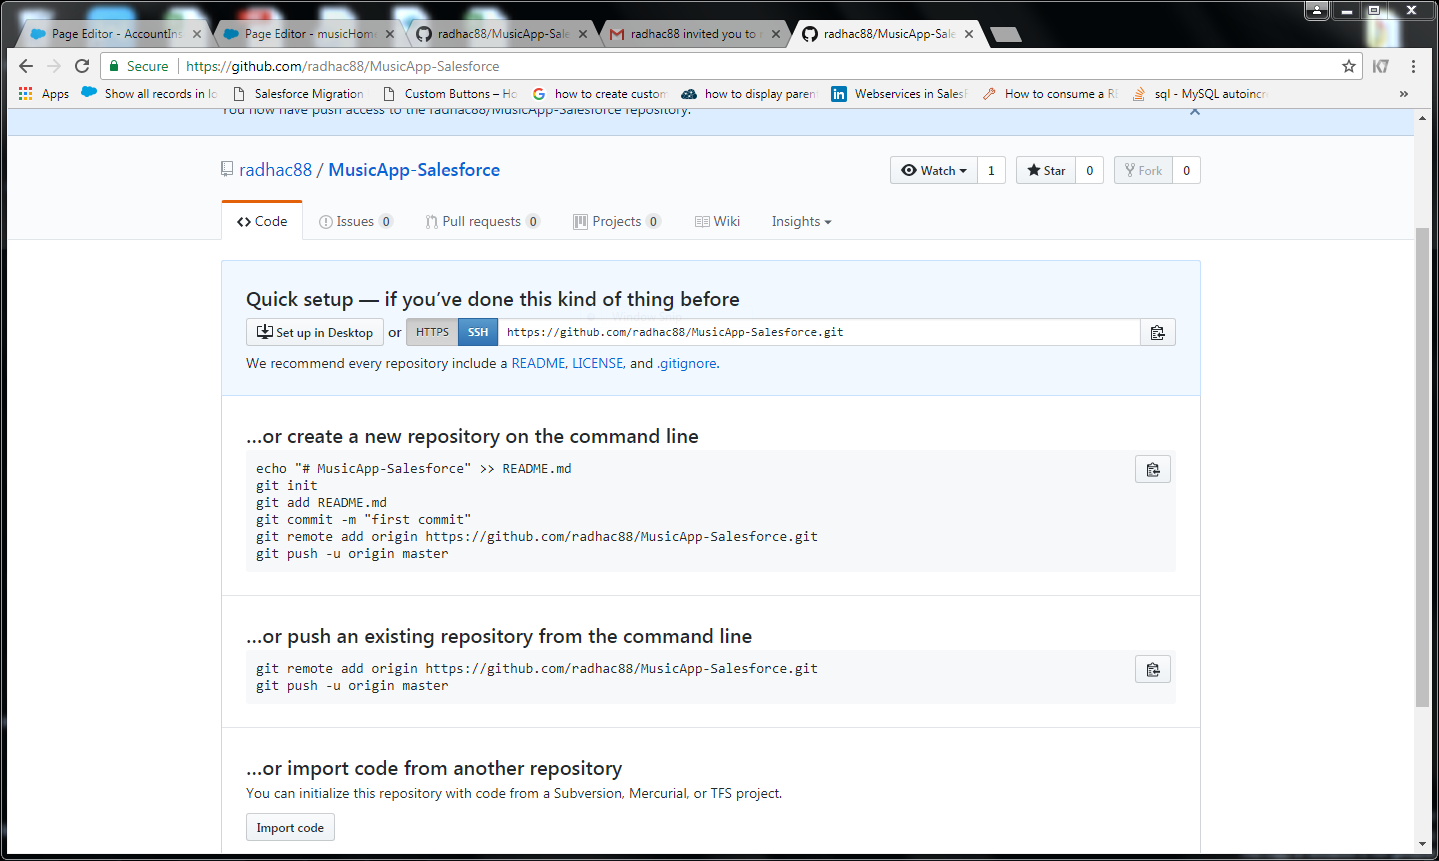 Page Editor - AccountIns
Page Editor - musicHome
radhac88/MusicApp-Sale
radhac88 invited you to
radhac88/MusicApp-Sale
Secure
https://github.com/radhac88/MusicApp-Salesforce
Apps
Show all records in lo
Salesforce Migration
Custom Buttons – Ho
how to create custom
how to display paren
Webservices in Sales
How to consume a RE
sql - MySQL autoincre
»
You now have push access to the radhac88/MusicApp-Salesforce repository.
radhac88 / MusicApp-Salesforce
Watch 1
Star 0
Fork 0
Code
Issues 0
Pull requests 0
Projects 0
Wiki
Insights
Quick setup — if you've done this kind of thing before
Set up in Desktop or HTTPS SSH https://github.com/radhac88/MusicApp-Salesforce.git
We recommend every repository include a README, LICENSE, and .gitignore.
…or create a new repository on the command line
echo "# MusicApp-Salesforce" >> README.md
git init
git add README.md
git commit -m "first commit"
git remote add origin https://github.com/radhac88/MusicApp-Salesforce.git
git push -u origin master
…or push an existing repository from the command line
git remote add origin https://github.com/radhac88/MusicApp-Salesforce.git
git push -u origin master
…or import code from another repository
You can initialize this repository with code from a Subversion, Mercurial, or TFS project.
Import code